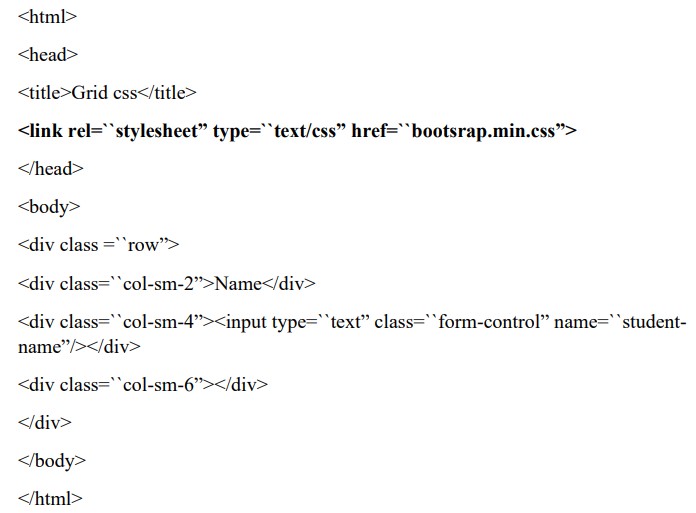 <html>
<head>
<title>Grid css</title>
<link rel=``stylesheet” type=``text/css” href=``bootsrap.min.css”>
</head>
<body>
<div class =``row”>
<div class=``col-sm-2”>Name</div>
<div class=``col-sm-4”><input type=``text” class=``form-control” name=``student-
name”/></div>
<div class=``col-sm-6”></div>
</div>
</body>
</html>